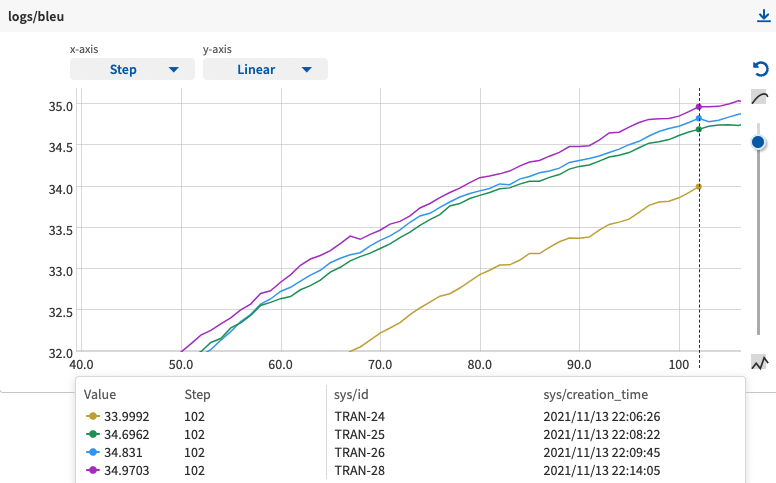 logs/bleu
x-axis y-axis
Step Linear
35.0
34.5
34.0
33.5
33.0
32.5
32.0
40.0 50.0 60.0 70.0 80.0 90.0 100
Value Step sys/id sys/creation_time
33.9992 102 TRAN-24 2021/11/13 22:06:26
34.6962 102 TRAN-25 2021/11/13 22:08:22
34.831 102 TRAN-26 2021/11/13 22:09:45
34.9703 102 TRAN-28 2021/11/13 22:14:05